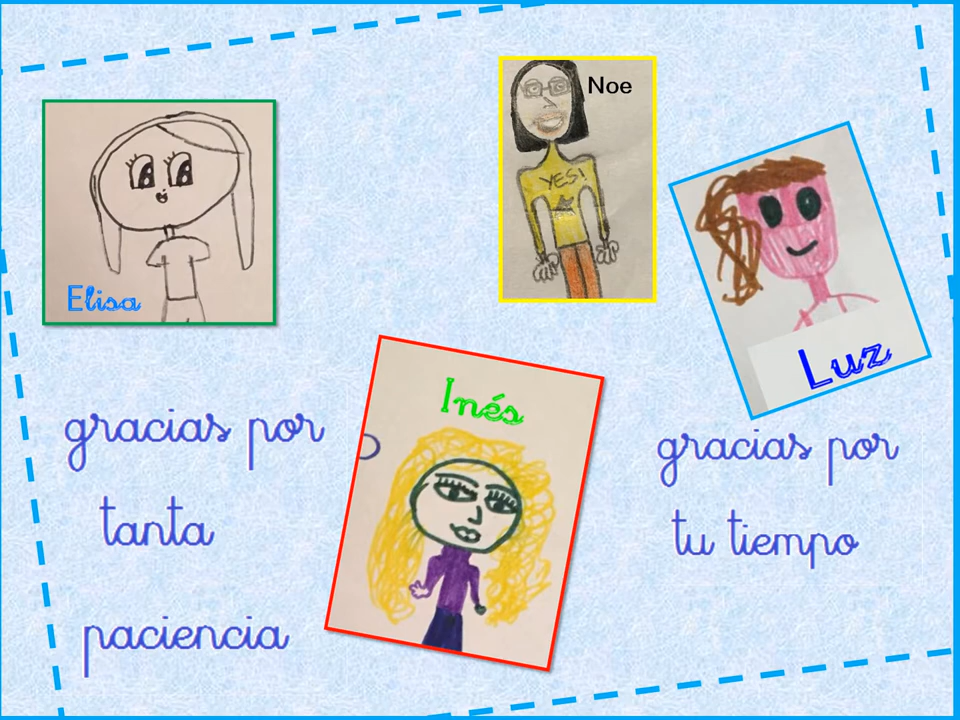 Noe
YES!
Elisa
Luz
Inés
gracias por
tanta
paciencia
gracias por
tu tiempo